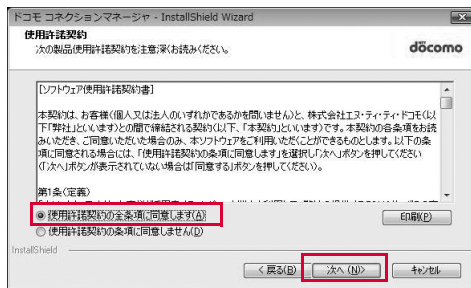 ドコモ コネクションマネージャ - InstallShield Wizard
使用許諾契約
次の製品使用許諾契約を注意深くお読みください。
döcomo
[ソフトウェア使用許諾契約書]
本契約は、お客様(個人又は法人のいずれかであるかを問いません)と、株式会社エヌ・ティ・ティ・ドコモ(以
下「弊社」といいます)との間で締結される契約(以下、「本契約」といいます)です。本契約の各条項をお読
みいただき、ご同意いただいた場合のみ、本ソフトウェアをご利用いただくことができるものとします。以下の条
項に同意される場合には、「使用許諾契約の条項に同意します」を選択し「次へ」ボタンを押してください
(「次へ」ボタンが表示されていない場合は「同意する」ボタンを押してください)。
第1条(定義)
使用許諾契約の全条項に同意します(A)
印刷(P)
使用許諾契約の条項に同意しません(D)
InstallShield
< 戻る(B)
次へ (N)>
キャンセル